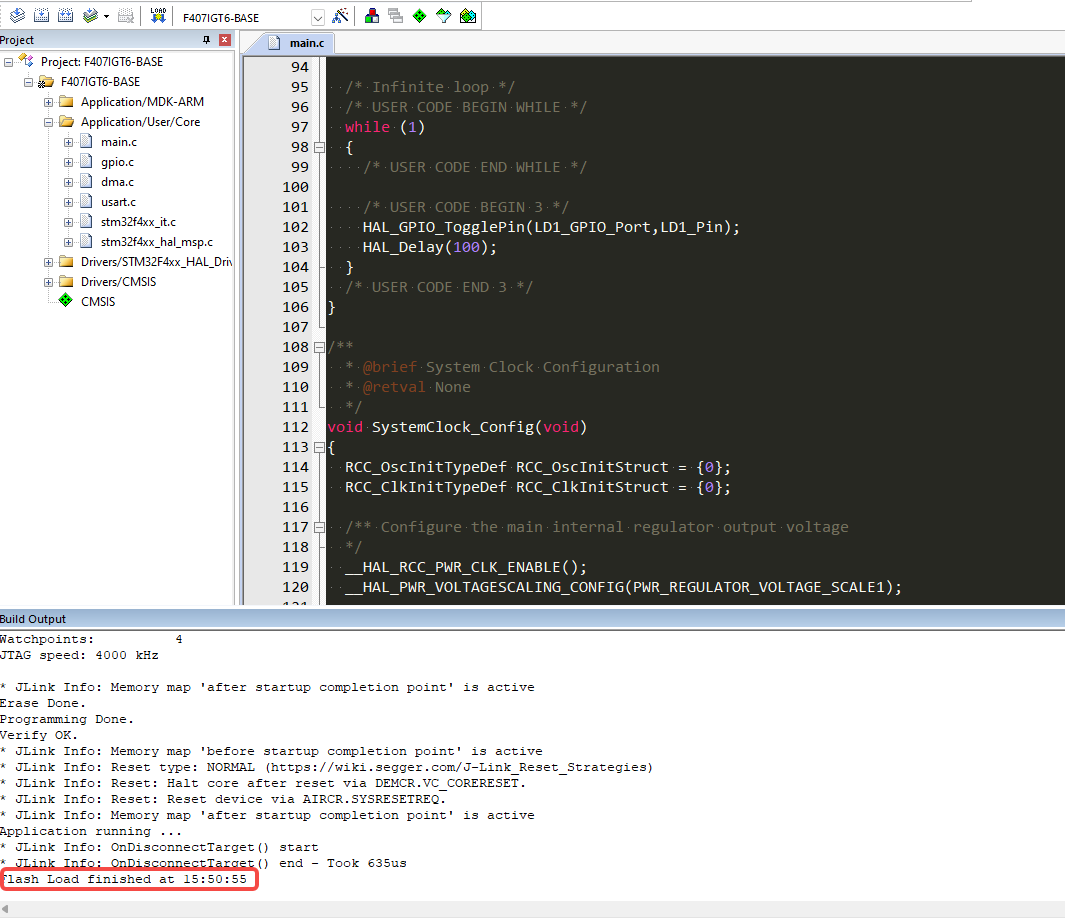 LOAD
F407IGT6-BASE
Project
Project: F407IGT6-BASE
F407IGT6-BASE
Application/MDK-ARM
Application/User/Core
main.c
gpio.c
dma.c
usart.c
stm32f4xx_it.c
stm32f4xx_hal_msp.c
Drivers/STM32F4xx_HAL_Driv
Drivers/CMSIS
CMSIS
main.c
94
95 /* Infinite loop */
96 /* USER CODE BEGIN WHILE */
97 while (1)
98 {
99 /* USER CODE END WHILE */
100
101 /* USER CODE BEGIN 3 */
102 HAL_GPIO_TogglePin(LD1_GPIO_Port,LD1_Pin);
103 HAL_Delay(100);
104 }
105 /* USER CODE END 3 */
106 }
107
108 /**
109 * @brief System Clock Configuration
110 * @retval None
111 */
112 void SystemClock_Config(void)
113 {
114 RCC_OscInitTypeDef RCC_OscInitStruct = {0};
115 RCC_ClkInitTypeDef RCC_ClkInitStruct = {0};
116
117 /** Configure the main internal regulator output voltage
118 */
119 __HAL_RCC_PWR_CLK_ENABLE();
120 __HAL_PWR_VOLTAGESCALING_CONFIG(PWR_REGULATOR_VOLTAGE_SCALE1);
Build Output
Watchpoints: 4
JTAG speed: 4000 kHz
* JLink Info: Memory map 'after startup completion point' is active
Erase Done.
Programming Done.
Verify OK.
* JLink Info: Memory map 'before startup completion point' is active
* JLink Info: Reset type: NORMAL (https://wiki.segger.com/J-Link_Reset_Strategies)
* JLink Info: Reset: Halt core after reset via DEMCR.VC_CORERESET.
* JLink Info: Reset: Reset device via AIRCR.SYSRESETREQ.
* JLink Info: Memory map 'after startup completion point' is active
Application running ...
* JLink Info: OnDisconnectTarget() start
* JLink Info: OnDisconnectTarget() end - Took 635us
Flash Load finished at 15:50:55